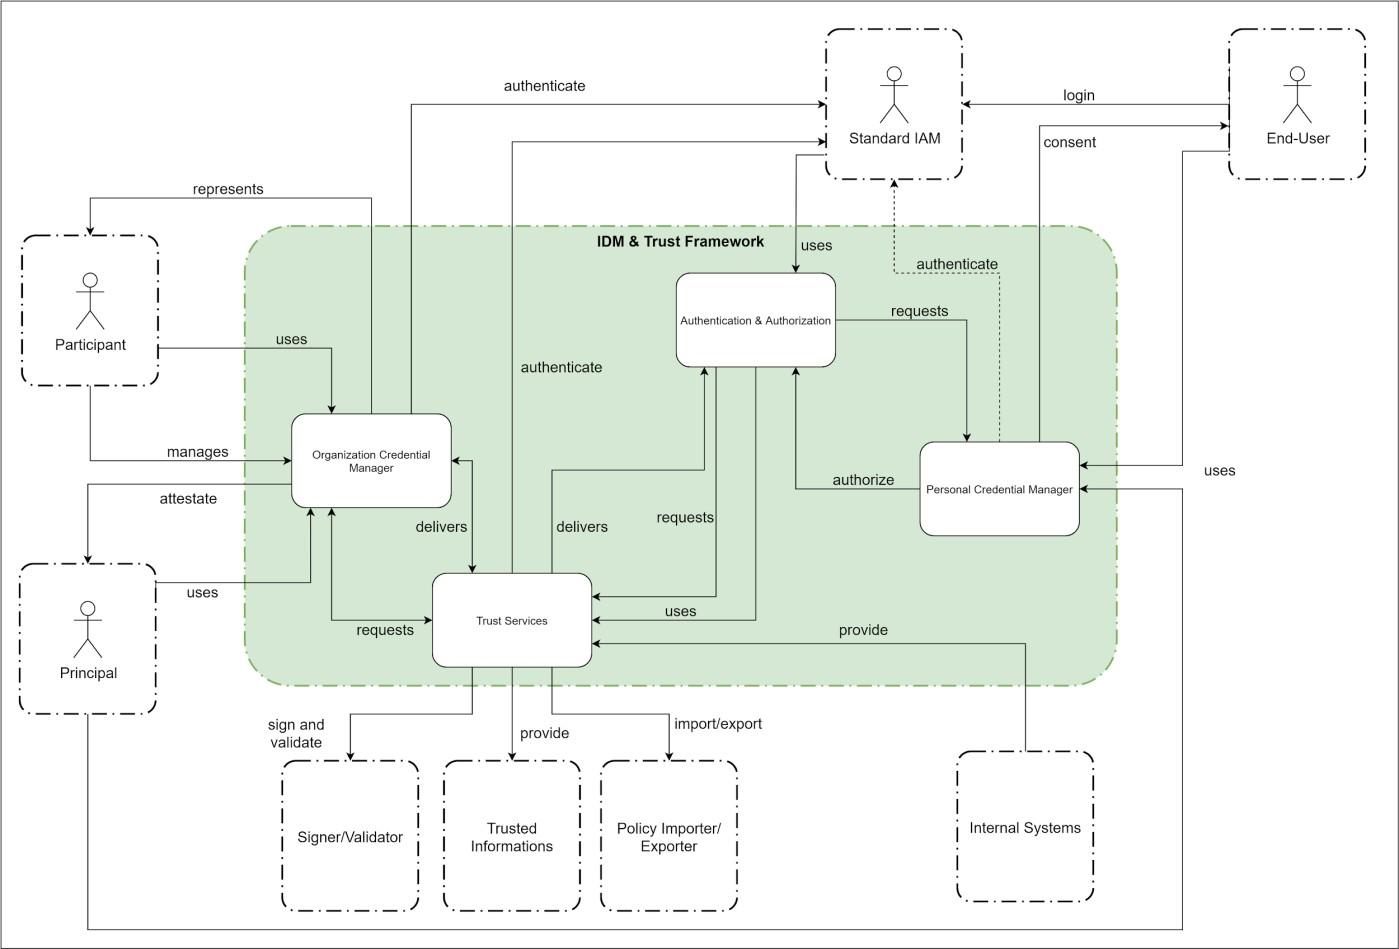 authenticate
login
Standard IAM
End-User
consent
represents
IDM & Trust Framework
uses
authenticate
requests
Authentication & Authorization
Participant
uses
authenticate
manages
Organization Credential
Manager
attestate
authorize
Personal Credential Manager
uses
delivers
delivers
requests
uses
requests
Trust Services
uses
provide
Principal
sign and
validate
provide
import/export
Signer/Validator
Trusted
Informations
Policy Importer/
Exporter
Internal Systems